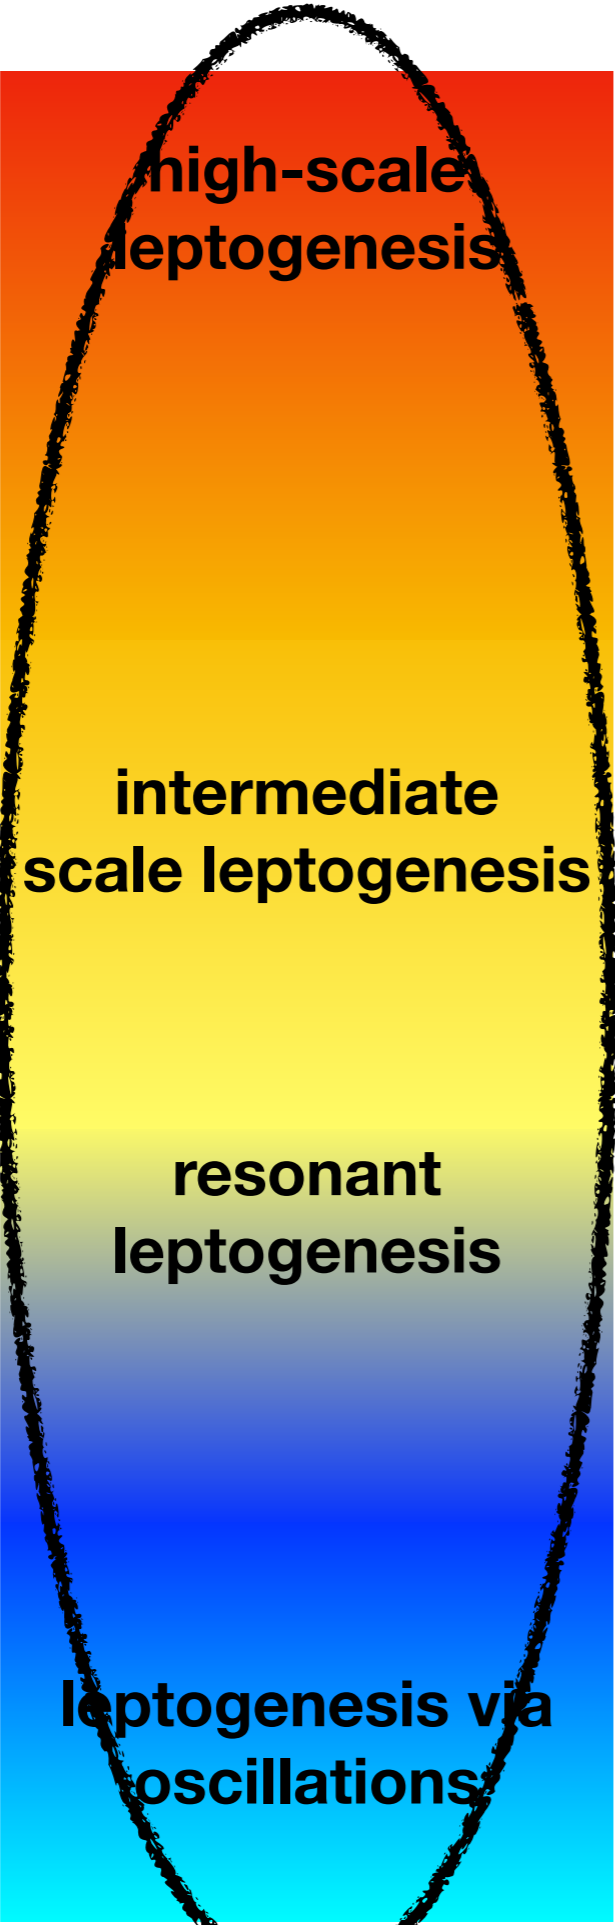 high-scale
leptogenesis
intermediate
scale leptogenesis
resonant
leptogenesis
leptogenesis via
oscillations